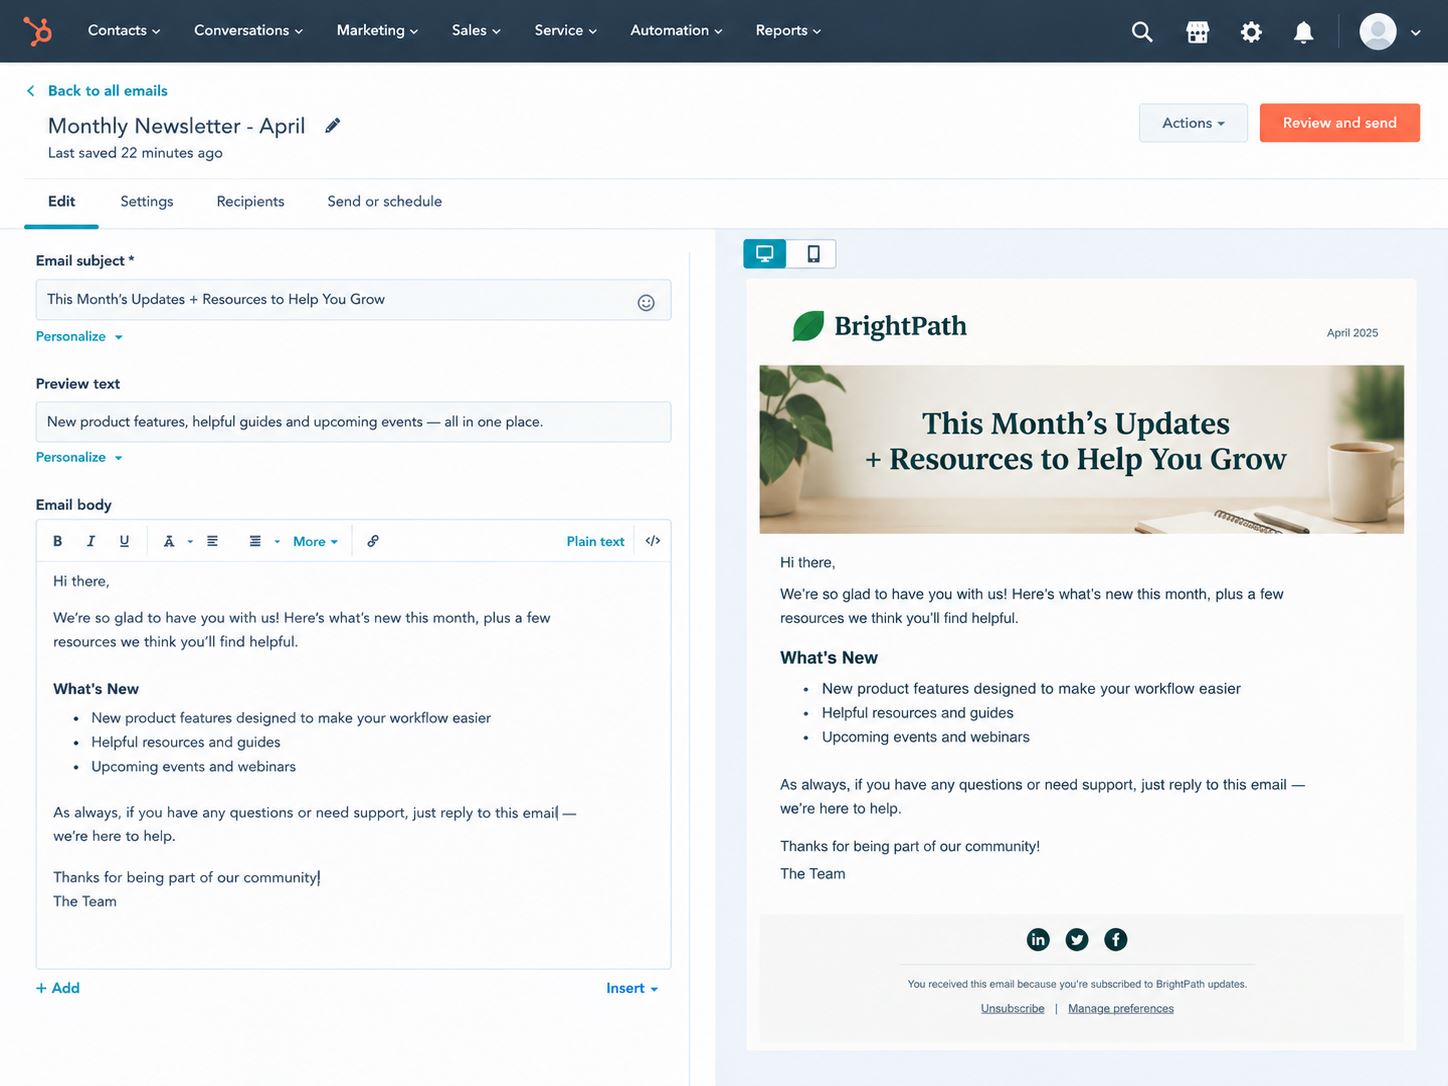 Contacts Conversations Marketing Sales Service Automation Reports
Back to all emails
Monthly Newsletter - April
Last saved 22 minutes ago
Actions
Review and send
Edit Settings Recipients Send or schedule
Email subject *
This Month's Updates + Resources to Help You Grow
Personalize
Preview text
New product features, helpful guides and upcoming events — all in one place.
Personalize
Email body
B I U A More Plain text </>
Hi there,
We're so glad to have you with us! Here's what's new this month, plus a few
resources we think you'll find helpful.
What's New
• New product features designed to make your workflow easier
• Helpful resources and guides
• Upcoming events and webinars
As always, if you have any questions or need support, just reply to this email —
we're here to help.
Thanks for being part of our community!
The Team
+ Add
Insert
BrightPath
April 2025
This Month's Updates
+ Resources to Help You Grow
Hi there,
We're so glad to have you with us! Here's what's new this month, plus a few
resources we think you'll find helpful.
What's New
• New product features designed to make your workflow easier
• Helpful resources and guides
• Upcoming events and webinars
As always, if you have any questions or need support, just reply to this email —
we're here to help.
Thanks for being part of our community!
The Team
in f
You received this email because you're subscribed to BrightPath updates.
Unsubscribe | Manage preferences